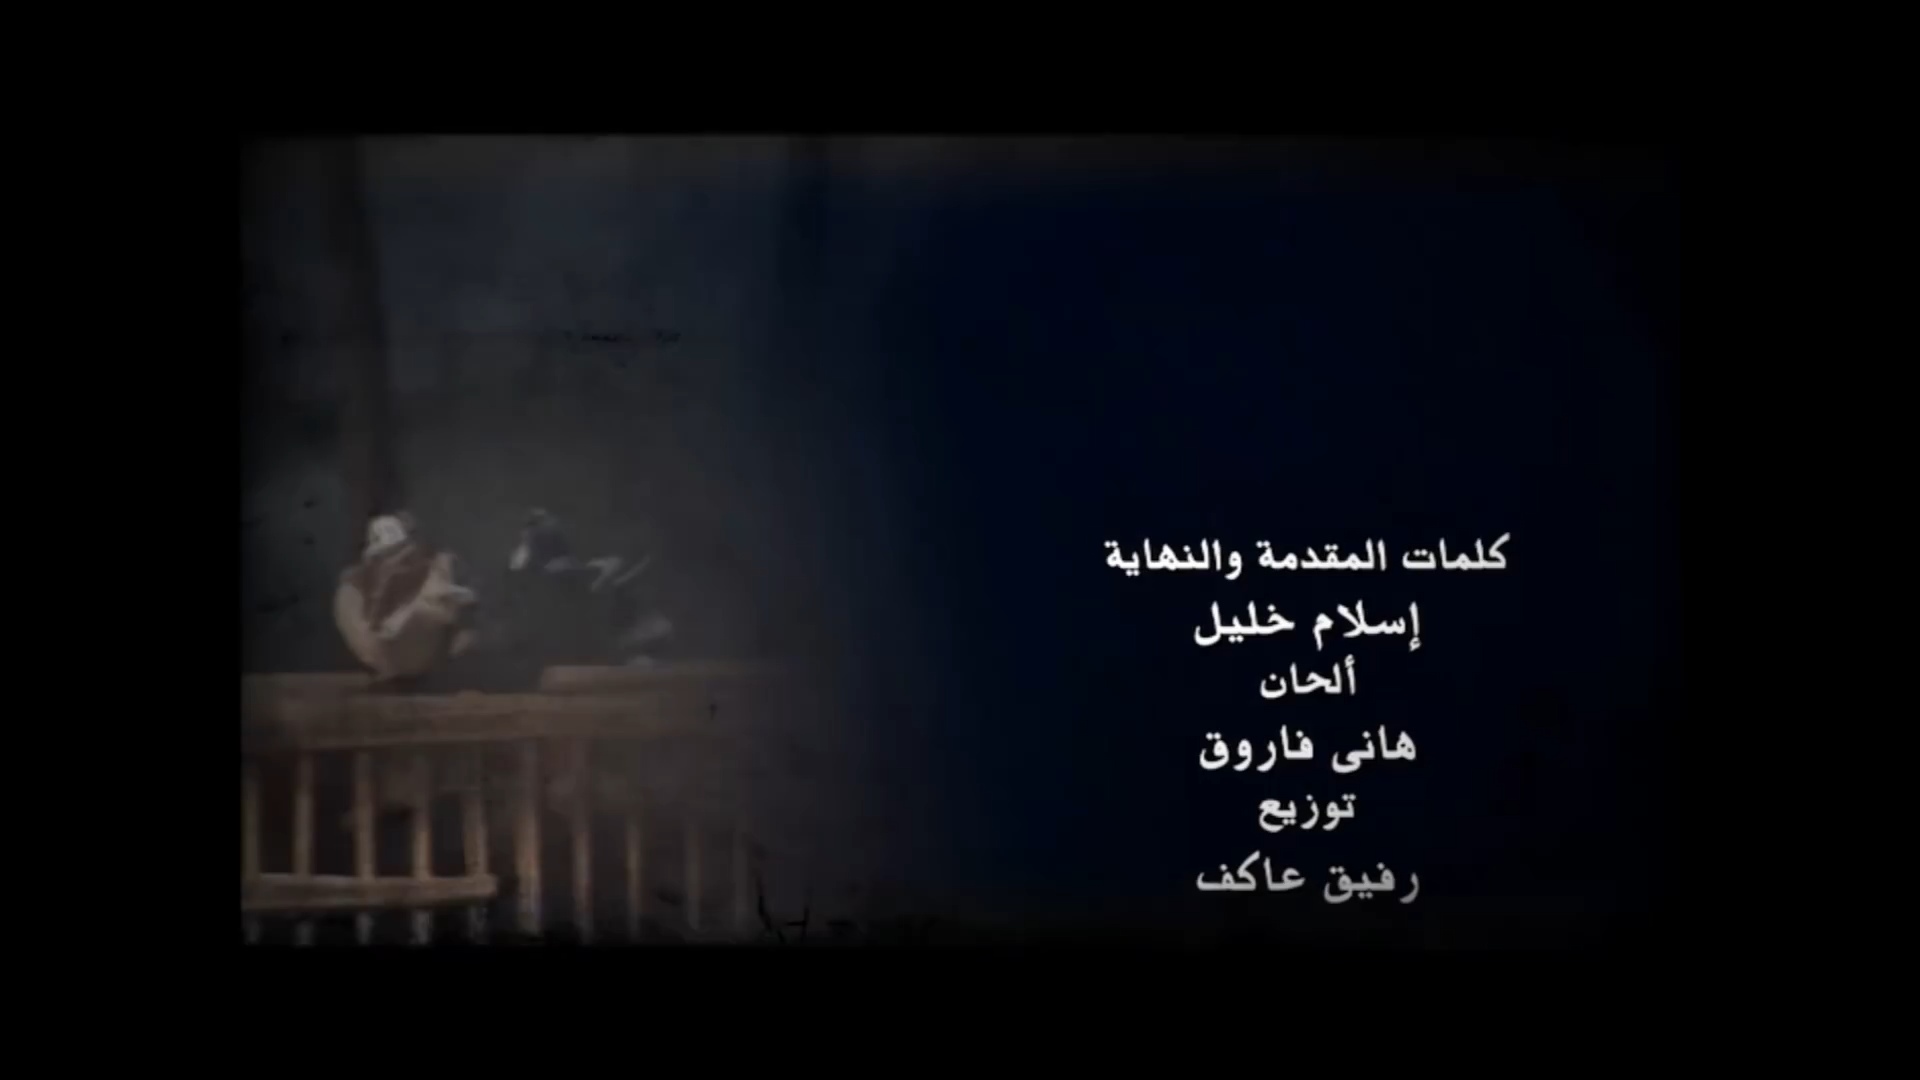 كلمات المقدمة والنهاية
إسلام خليل
ألحان
هانى فاروق
توزيع
رفيق عاكف